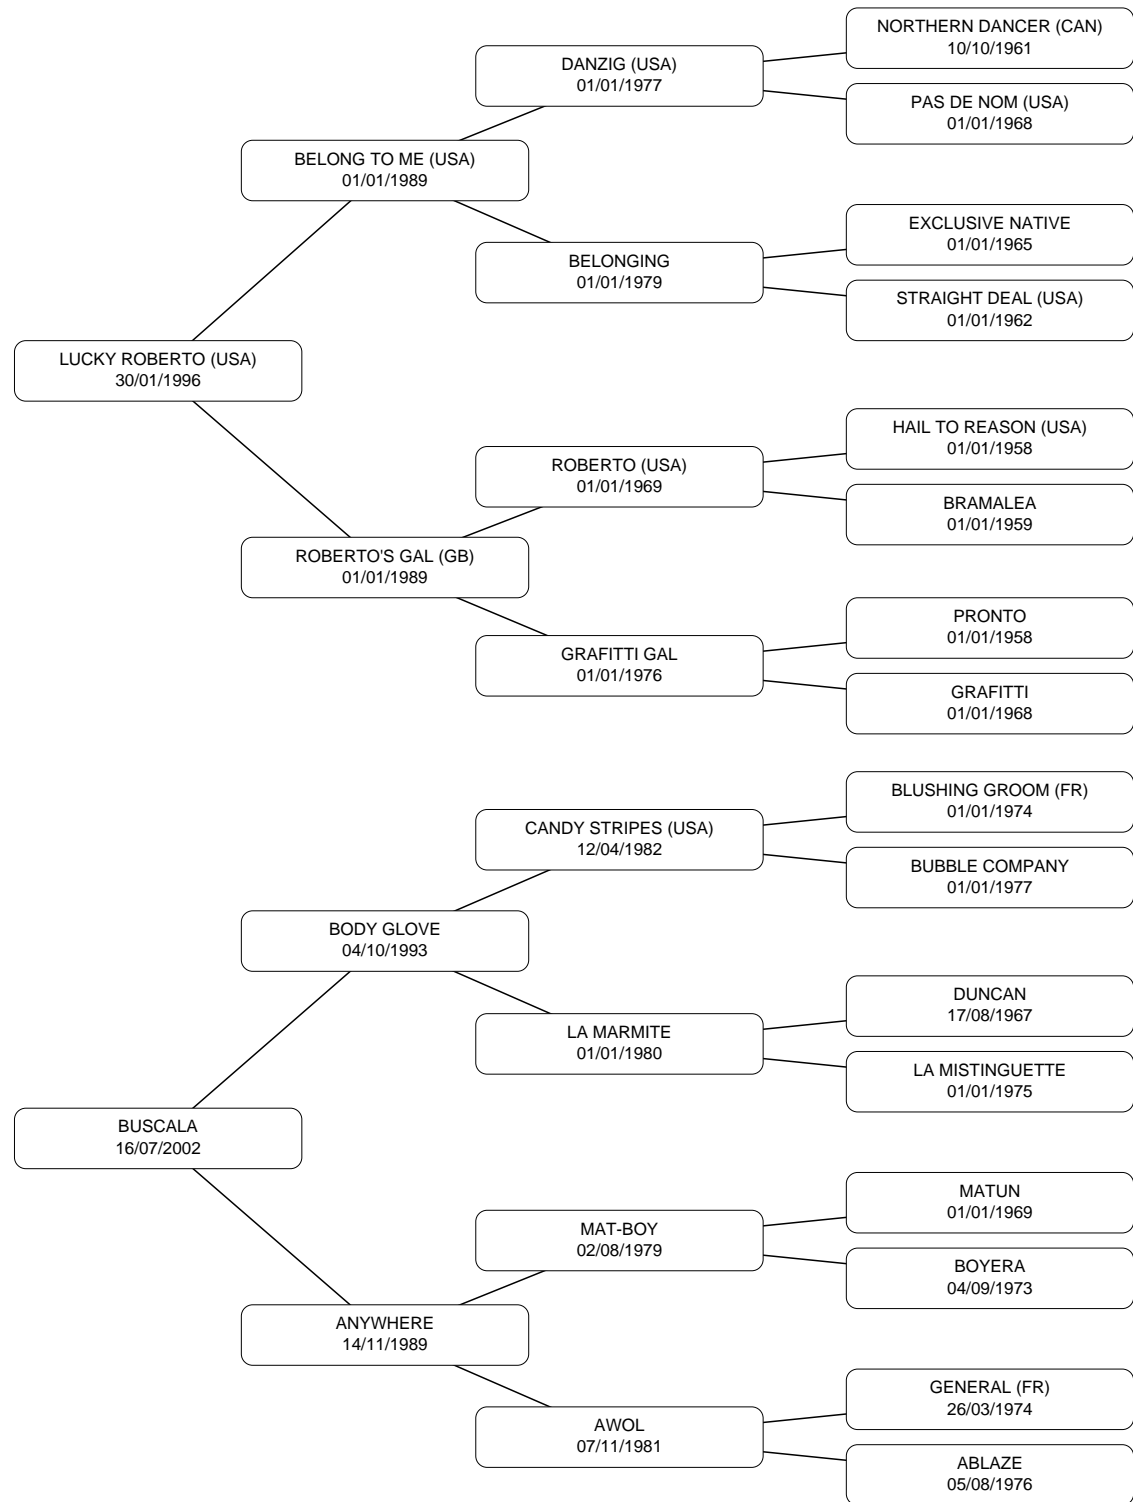 NORTHERN DANCER (CAN)
10/10/1961
DANZIG (USA)
01/01/1977
PAS DE NOM (USA)
01/01/1968
BELONG TO ME (USA)
01/01/1989
EXCLUSIVE NATIVE
01/01/1965
BELONGING
01/01/1979
STRAIGHT DEAL (USA)
01/01/1962
LUCKY ROBERTO (USA)
30/01/1996
HAIL TO REASON (USA)
01/01/1958
ROBERTO (USA)
01/01/1969
BRAMALEA
01/01/1959
ROBERTO'S GAL (GB)
01/01/1989
PRONTO
01/01/1958
GRAFITTI GAL
01/01/1976
GRAFITTI
01/01/1968
BLUSHING GROOM (FR)
01/01/1974
CANDY STRIPES (USA)
12/04/1982
BUBBLE COMPANY
01/01/1977
BODY GLOVE
04/10/1993
DUNCAN
17/08/1967
LA MARMITE
01/01/1980
LA MISTINGUETTE
01/01/1975
BUSCALA
16/07/2002
MATUN
01/01/1969
MAT-BOY
02/08/1979
BOYERA
04/09/1973
ANYWHERE
14/11/1989
GENERAL (FR)
26/03/1974
AWOL
07/11/1981
ABLAZE
05/08/1976